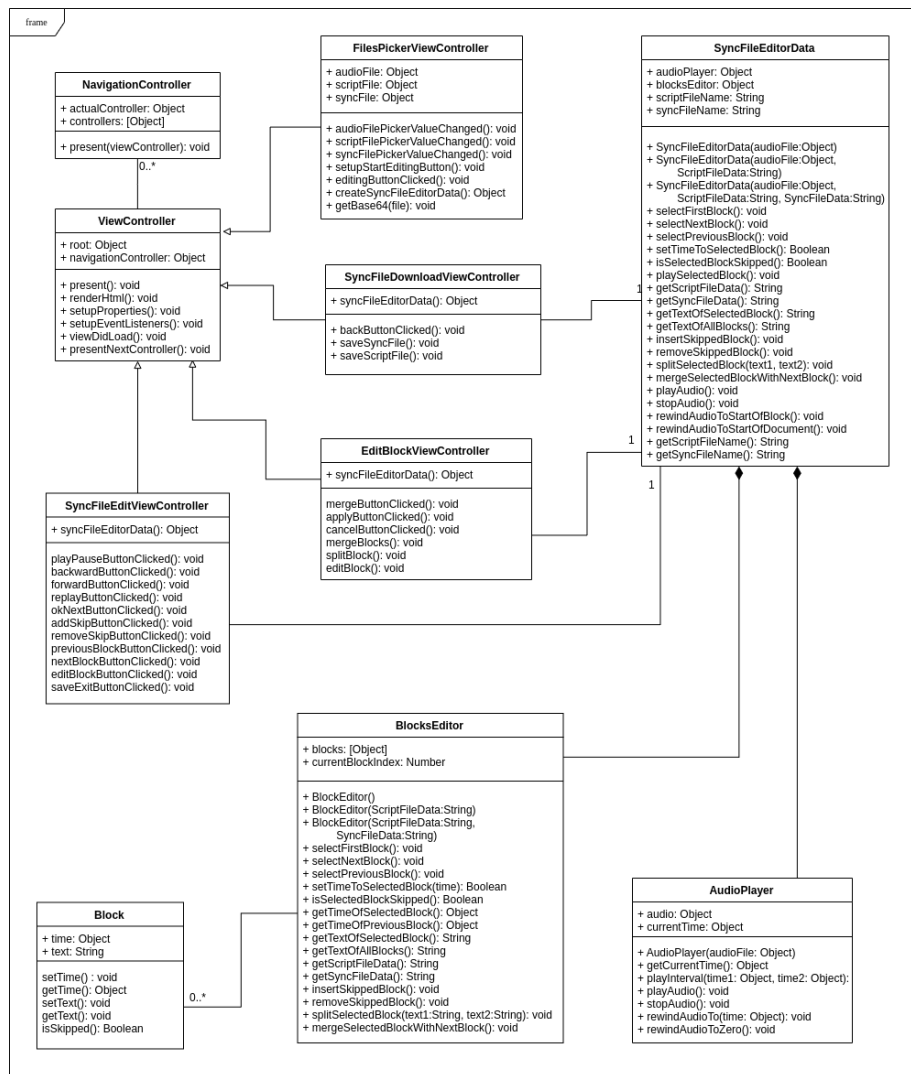 frame
NavigationController
+ actualController: Object
+ controllers: [Object]
+ present(viewController): void
0..*
ViewController
+ root: Object
+ navigationController: Object
+ present(): void
+ renderHtml(): void
+ setupProperties(): void
+ setupEventListeners(): void
+ viewDidLoad(): void
+ presentNextController(): void
FilesPickerViewController
+ audioFile: Object
+ scriptFile: Object
+ syncFile: Object
+ audioFilePickerValueChanged(): void
+ scriptFilePickerValueChanged(): void
+ syncFilePickerValueChanged(): void
+ setupStartEditingButton(): void
+ editingButtonClicked(): void
+ createSyncFileEditorData(): Object
+ getBase64(file): void
SyncFileDownloadViewController
+ syncFileEditorData(): Object
+ backButtonClicked(): void
+ saveSyncFile(): void
+ saveScriptFile(): void
1
SyncFileEditorData
+ audioPlayer: Object
+ blocksEditor: Object
+ scriptFileName: String
+ syncFileName: String
+ SyncFileEditorData(audioFile:Object)
+ SyncFileEditorData(audioFile:Object,
ScriptFileData:String)
+ SyncFileEditorData(audioFile:Object,
ScriptFileData:String, SyncFileData:String)
+ selectFirstBlock(): void
+ selectNextBlock(): void
+ selectPreviousBlock(): void
+ setTimeToSelectedBlock(): Boolean
+ isSelectedBlockSkipped(): Boolean
+ playSelectedBlock(): void
+ getScriptFileData(): String
+ getSyncFileData(): String
+ getTextOfSelectedBlock(): String
+ getTextOfAllBlocks(): String
+ insertSkippedBlock(): void
+ removeSkippedBlock(): void
+ splitSelectedBlock(text1, text2): void
+ mergeSelectedBlockWithNextBlock(): void
+ playAudio(): void
+ stopAudio(): void
+ rewindAudioToStartOfBlock(): void
+ rewindAudioToStartOfDocument(): void
+ getScriptFileName(): String
+ getSyncFileName(): String
EditBlockViewController
+ syncFileEditorData(): Object
mergeButtonClicked(): void
applyButtonClicked(): void
cancelButtonClicked(): void
mergeBlocks(): void
splitBlock(): void
editBlock(): void
1
1
SyncFileEditViewController
+ syncFileEditorData(): Object
playPauseButtonClicked(): void
backwardButtonClicked(): void
forwardButtonClicked(): void
replayButtonClicked(): void
okNextButtonClicked(): void
addSkipButtonClicked(): void
removeSkipButtonClicked(): void
previousBlockButtonClicked(): void
nextBlockButtonClicked(): void
editBlockButtonClicked(): void
saveExitButtonClicked(): void
BlocksEditor
+ blocks: [Object]
+ currentBlockIndex: Number
+ BlockEditor()
+ BlockEditor(ScriptFileData:String)
+ BlockEditor(ScriptFileData:String,
SyncFileData:String)
+ selectFirstBlock(): void
+ selectNextBlock(): void
+ selectPreviousBlock(): void
+ setTimeToSelectedBlock(time): Boolean
+ isSelectedBlockSkipped(): Boolean
+ getTimeOfSelectedBlock(): Object
+ getTimeOfPreviousBlock(): Object
+ getTextOfSelectedBlock(): String
+ getTextOfAllBlocks(): String
+ getScriptFileData(): String
+ getSyncFileData(): String
+ insertSkippedBlock(): void
+ removeSkippedBlock(): void
+ splitSelectedBlock(text1:String, text2:String): void
+ mergeSelectedBlockWithNextBlock(): void
Block
+ time: Object
+ text: String
setTime() : void
getTime(): Object
setText(): void
getText(): void
isSkipped(): Boolean
0..*
AudioPlayer
+ audio: Object
+ currentTime: Object
+ AudioPlayer(audioFile: Object)
+ getCurrentTime(): Object
+ playInterval(time1: Object, time2: Object):
+ playAudio(): void
+ stopAudio(): void
+ rewindAudioTo(time: Object): void
+ rewindAudioToZero(): void